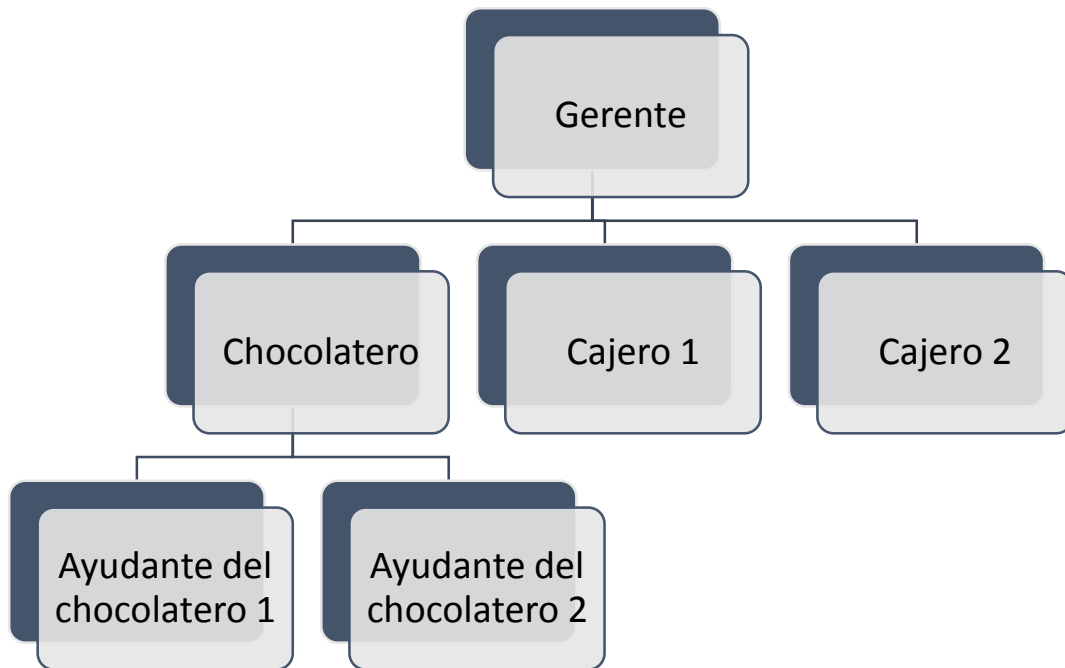 Gerente
Chocolatero
Cajero 1
Cajero 2
Ayudante del
chocolatero 1
Ayudante del
chocolatero 2